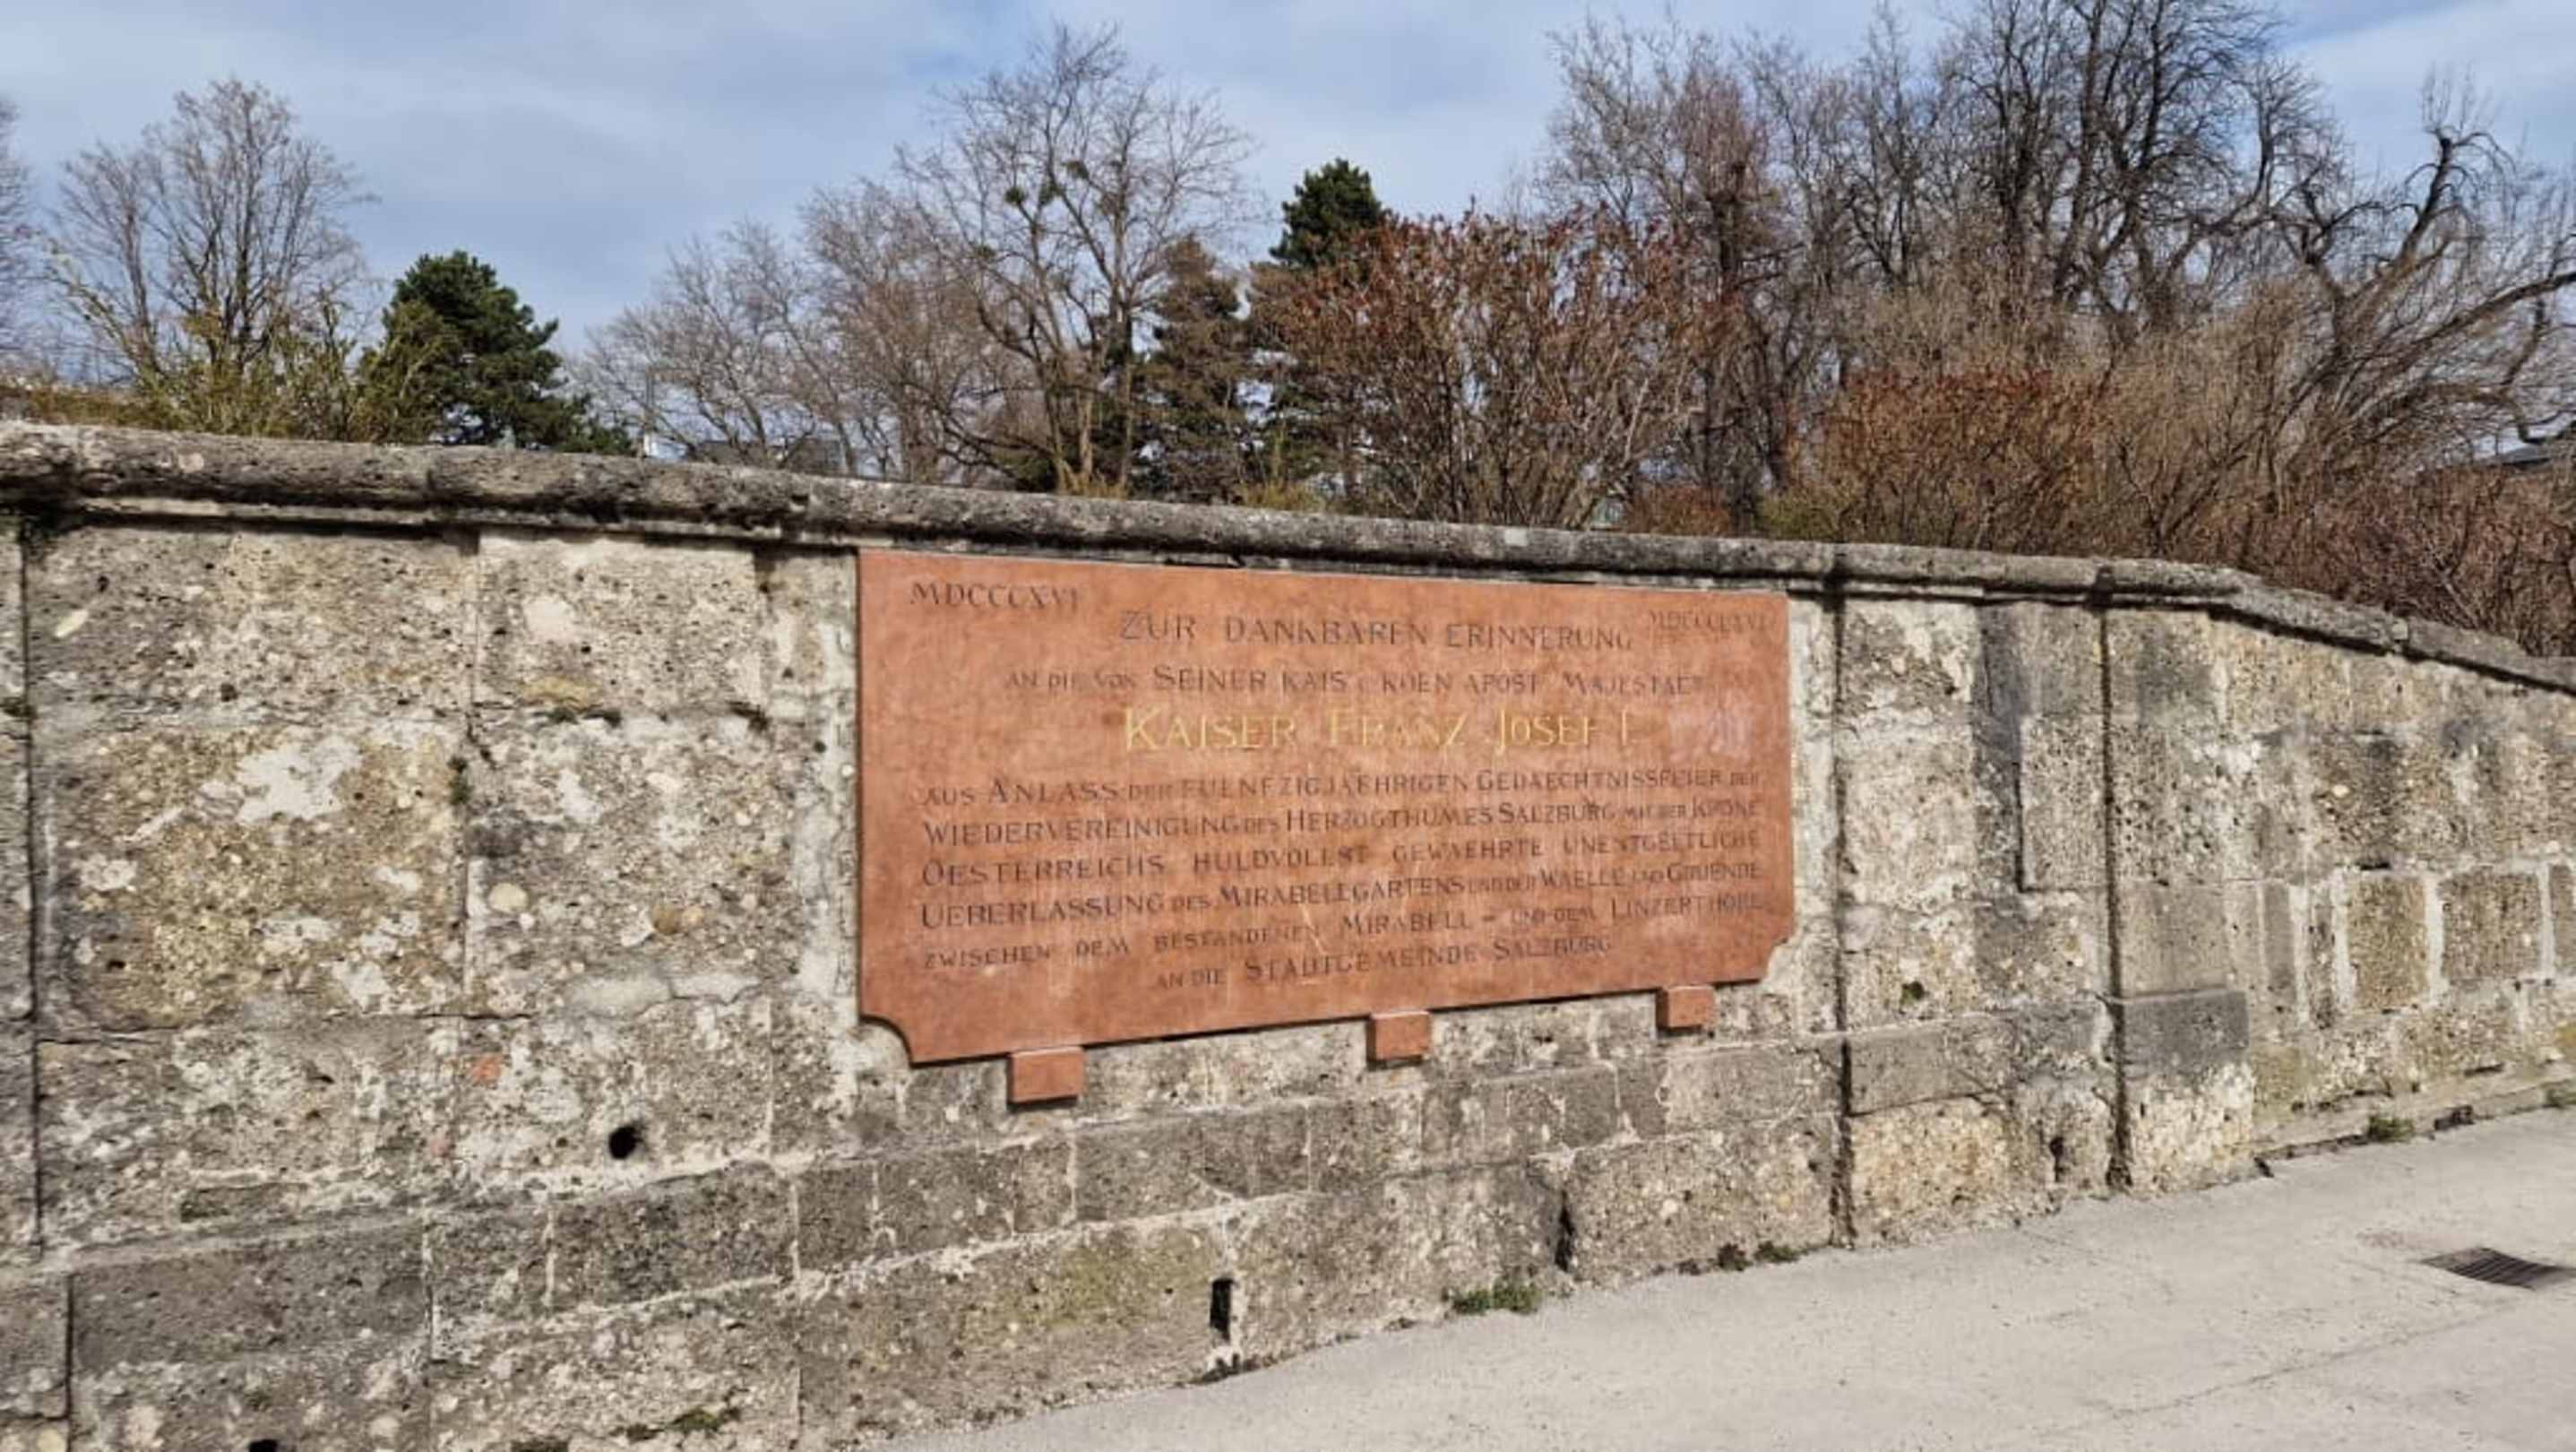 MDCCCXVI
MDCCCLXVI
ZUR DANKBAREN ERINNERUNG
AN DIE VON SEINER KAIS KOEN APOST MAJESTAET
KAISER FRANZ JOSEF I
AUS ANLASS DER FUENFZIGJAEHRIGEN GEDAECHTNISSFEIER DER
WIEDERVEREINIGUNG DES HERZOGTHUMES SALZBURG MIT DER KRONE
OESTERREICHS HULDVOLLST GEWAEHRTE UNENTGELTLICHE
UEBERLASSUNG DES MIRABELLGARTENS UND DER WAELLE UND GRUENDE
ZWISCHEN DEM BESTANDENEN MIRABELL - UND DEM LINZERTHORE
AN DIE STADTGEMEINDE SALZBURG